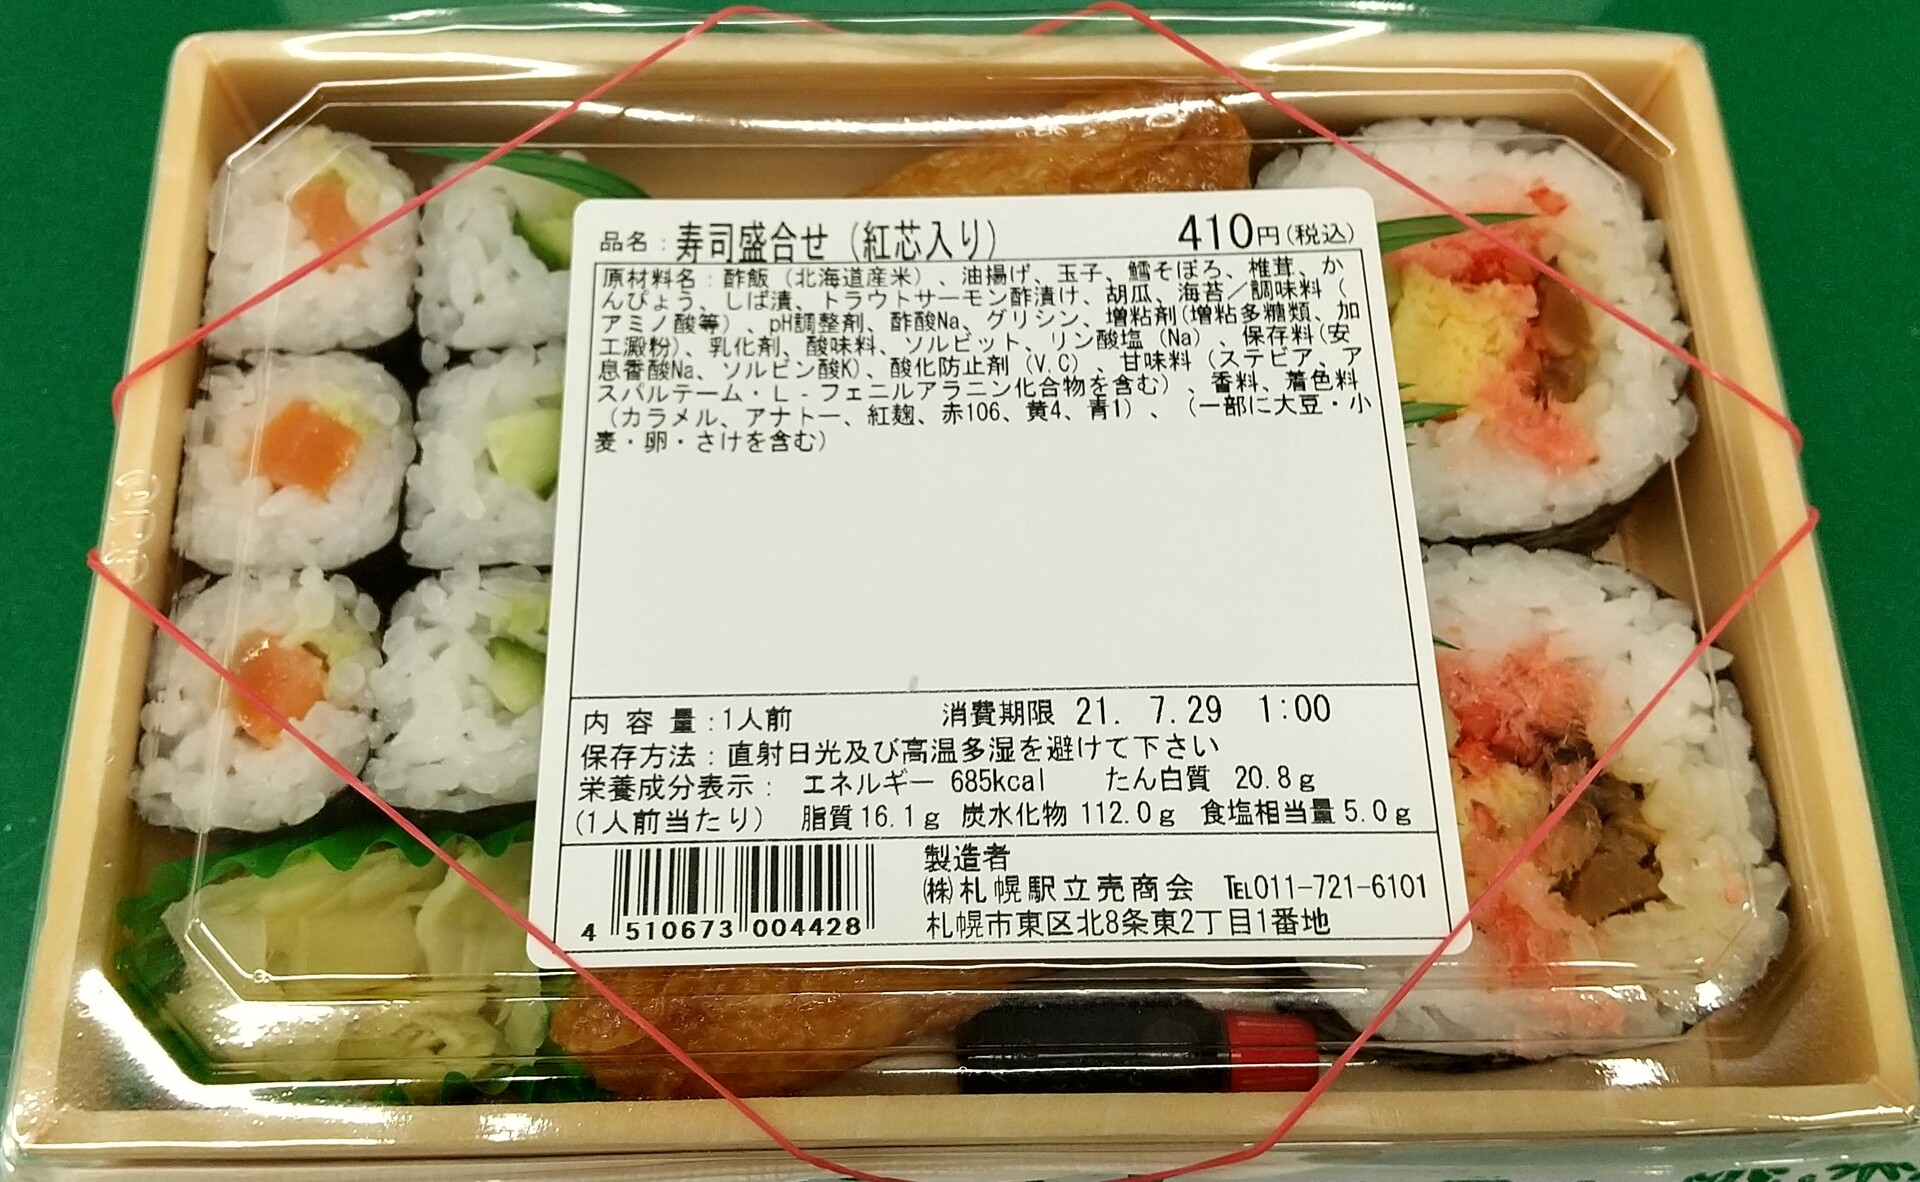 品名：寿司盛合せ（紅芯入り） 410円(税込)
原材料名：酢飯（北海道産米）、油揚げ、玉子、鱈そぼろ、椎茸、か
んぴょう、しば漬、トラウトサーモン酢漬け、胡瓜、海苔／調味料（
アミノ酸等）、pH調整剤、酢酸Na、グリシン、増粘剤(増粘多糖類、加
工澱粉)、乳化剤、酸味料、ソルビット、リン酸塩（Na）、保存料(安
息香酸Na、ソルビン酸K)、酸化防止剤（V.C）、甘味料（ステビア、ア
スパルテーム・L-フェニルアラニン化合物を含む）、香料、着色料
（カラメル、アナトー、紅麹、赤106、黄4、青1）、（一部に大豆・小
麦・卵・さけを含む）
内容量：1人前 消費期限 21. 7.29 1:00
保存方法：直射日光及び高温多湿を避けて下さい
栄養成分表示： エネルギー 685kcal たん白質 20.8g
(1人前当たり) 脂質16.1g 炭水化物 112.0g 食塩相当量5.0g
製造者
㈱札幌駅立売商会 TEL011-721-6101
札幌市東区北8条東2丁目1番地
4 510673 004428